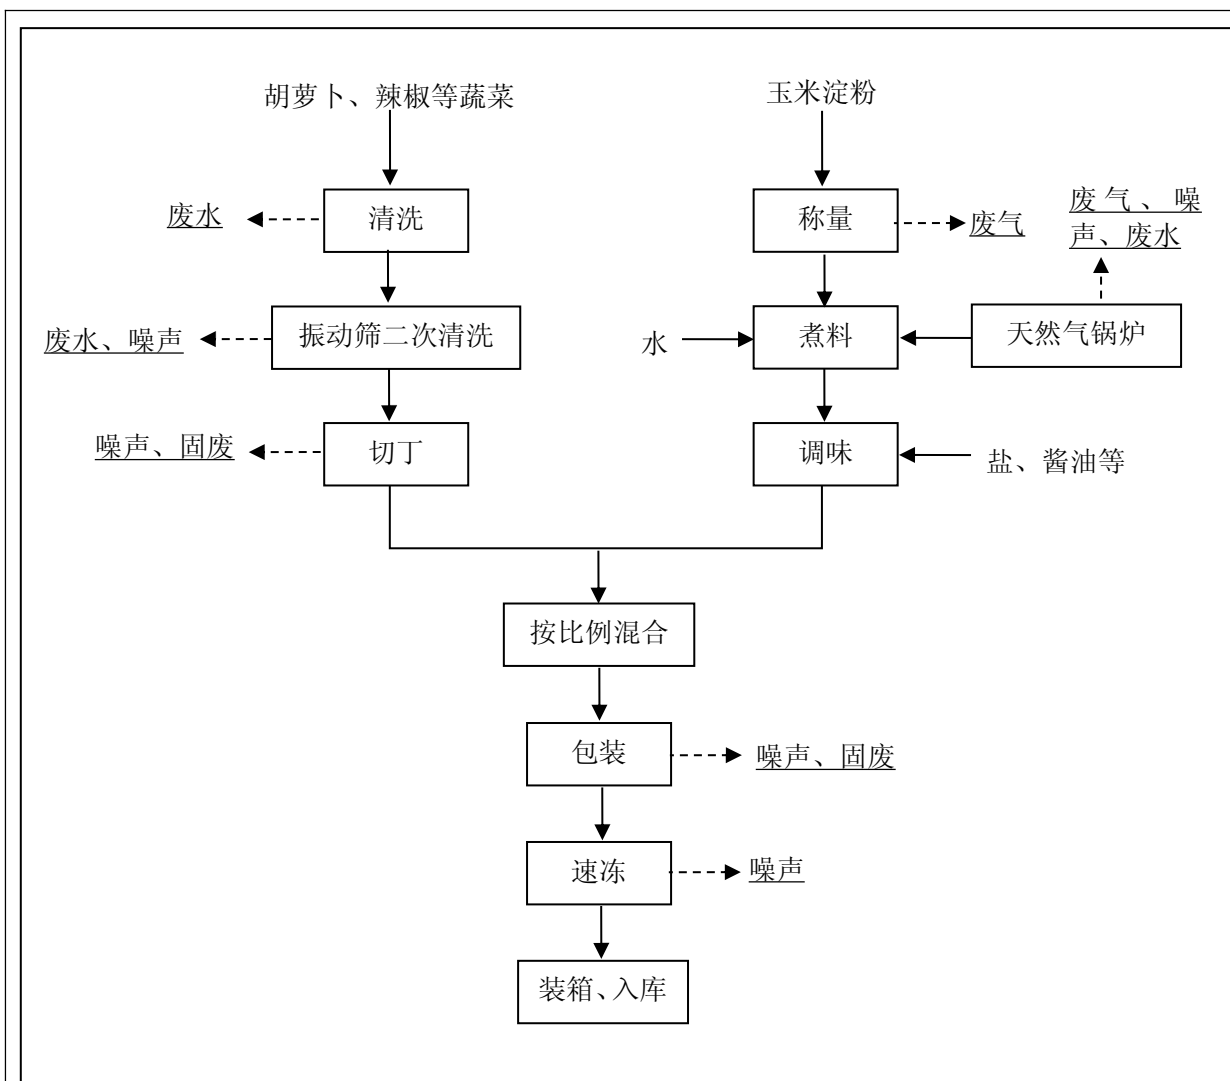 胡萝卜、辣椒等蔬菜
玉米淀粉
废水
清洗
称量
废气
废气、噪
声、废水
废水、噪声
振动筛二次清洗
水
煮料
天然气锅炉
噪声、固废
切丁
调味
盐、酱油等
按比例混合
包装
噪声、固废
速冻
噪声
装箱、入库